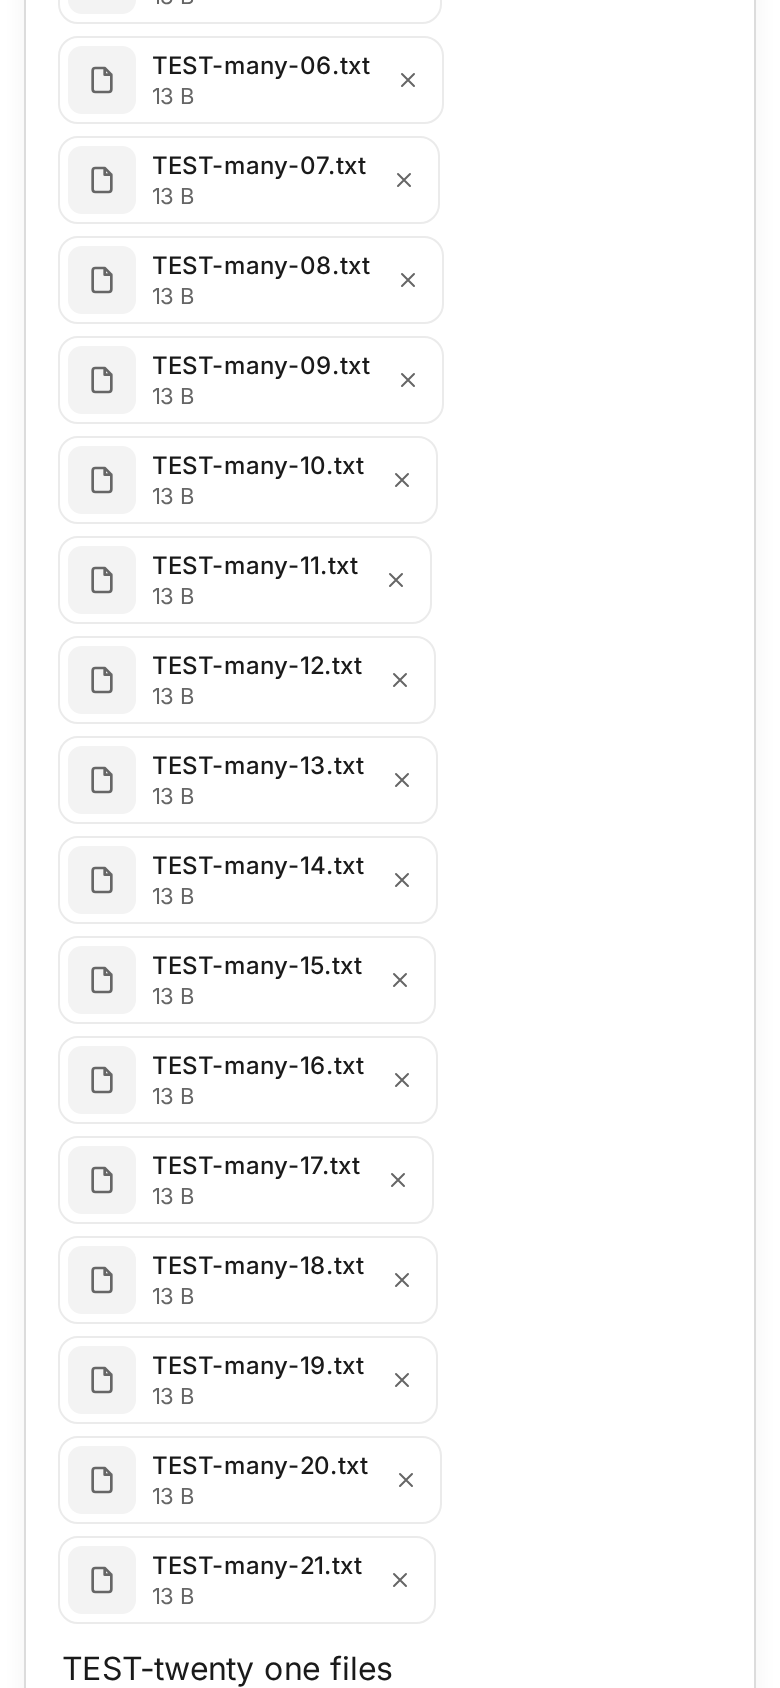 TEST-many-06.txt
13 B
TEST-many-07.txt
13 B
TEST-many-08.txt
13 B
TEST-many-09.txt
13 B
TEST-many-10.txt
13 B
TEST-many-11.txt
13 B
TEST-many-12.txt
13 B
TEST-many-13.txt
13 B
TEST-many-14.txt
13 B
TEST-many-15.txt
13 B
TEST-many-16.txt
13 B
TEST-many-17.txt
13 B
TEST-many-18.txt
13 B
TEST-many-19.txt
13 B
TEST-many-20.txt
13 B
TEST-many-21.txt
13 B
TEST-twenty one files